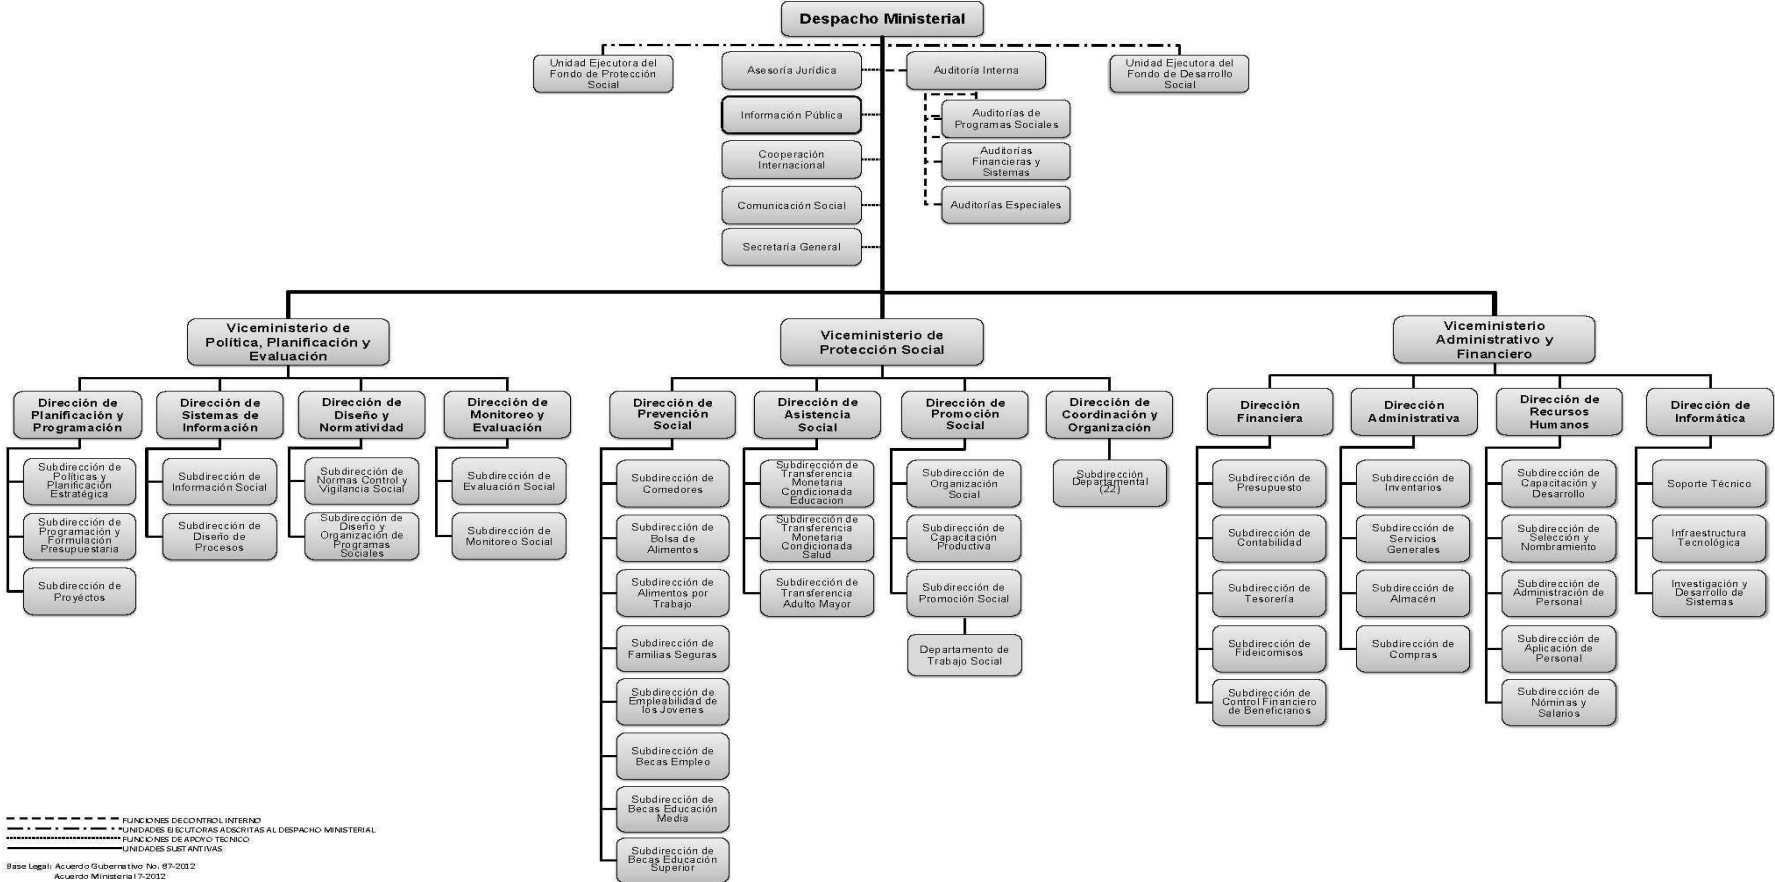 Despacho Ministerial
Unidad Ejecutora del
Fondo de Protección
Social
Asesoría Jurídica
Auditoría Interna
Unidad Ejecutora del
Fondo de Desarrollo
Social
Información Pública
Auditorías de
Programas Sociales
Cooperación
Internacional
Auditorías
Financieras y
Sistemas
Comunicación Social
Auditorías Especiales
Secretaría General
Viceministerio de
Política, Planificación y
Evaluación
Viceministerio de
Protección Social
Viceministerio
Administrativo y
Financiero
Dirección de
Planificación y
Programación
Dirección de
Sistemas de
Información
Dirección de
Diseño y
Normatividad
Dirección de
Monitoreo y
Evaluación
Dirección de
Prevención
Social
Dirección de
Asistencia
Social
Dirección de
Promoción
Social
Dirección de
Coordinación y
Organización
Dirección
Financiera
Dirección
Administrativa
Dirección de
Recursos
Humanos
Dirección de
Informática
Subdirección de
Políticas y
Planificación
Estratégica
Subdirección de
Programación y
Formulación
Presupuestaria
Subdirección de
Proyéctos
Subdirección de
Información Social
Subdirección de
Diseño de
Procesos
Subdirección de
Normas Control y
Vigilancia Social
Subdirección de
Diseño y
Organización de
Programas
Sociales
Subdirección de
Evaluación Social
Subdirección de
Monitoreo Social
Subdirección de
Comedores
Subdirección de
Bolsa de
Alimentos
Subdirección de
Alimentos por
Trabajo
Subdirección de
Familias Seguras
Subdirección de
Empleabilidad de
los Jovenes
Subdirección de
Becas Empleo
Subdirección de
Becas Educación
Media
Subdirección de
Becas Educación
Superior
Subdirección de
Transferencia
Monetaria
Condicionada
Educacion
Subdirección de
Transferencia
Monetaria
Condicionada
Salud
Subdirección de
Transferencia
Adulto Mayor
Subdirección de
Organización
Social
Subdirección de
Capacitación
Productiva
Subdirección de
Promoción Social
Departamento de
Trabajo Social
Subdirección
Departamental
(22)
Subdirección de
Presupuesto
Subdirección de
Contabilidad
Subdirección de
Tesorería
Subdirección de
Fideicomisos
Subdirección de
Control Financiero
de Beneficiarios
Subdirección de
Inventarios
Subdirección de
Servicios
Generales
Subdirección de
Almacén
Subdirección de
Compras
Subdirección de
Capacitación y
Desarrollo
Subdirección de
Selección y
Nombramiento
Subdirección de
Administración de
Personal
Subdirección de
Aplicación de
Personal
Subdirección de
Nóminas y
Salarios
Soporte Técnico
Infraestructura
Tecnológica
Investigación y
Desarrollo de
Sistemas
FUNCIONES DE CONTROL INTERNO
UNIDADES EJECUTORAS ADSCRITAS AL DESPACHO MINISTERIAL
FUNCIONES DE APOYO TECNICO
UNIDADES SUSTANTIVAS
Base Legal: Acuerdo Gubernativo No. 87-2012
Acuerdo Ministerial 7-2012